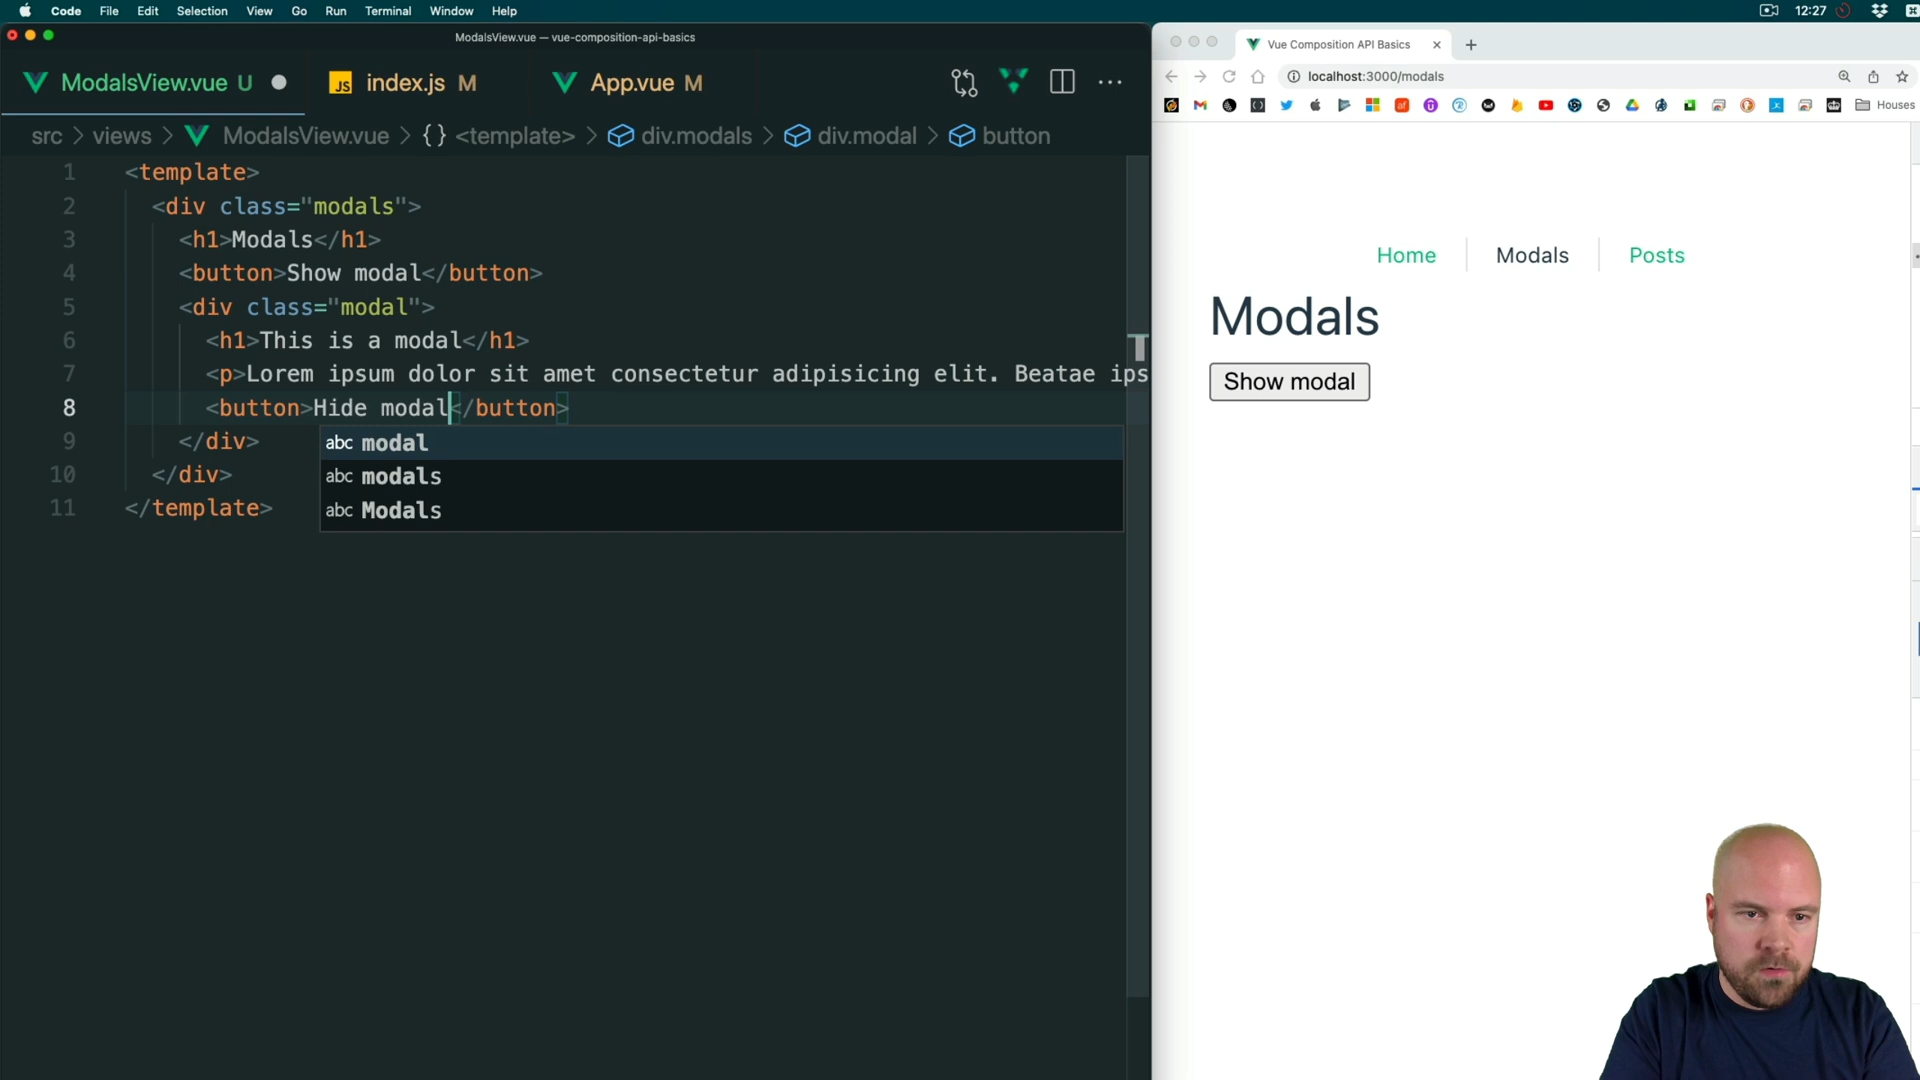 Code File Edit Selection View Go Run Terminal Window Help 12:27
ModalsView.vue — vue-composition-api-basics
ModalsView.vue U JS index.js M App.vue M
src > views > ModalsView.vue > {} <template> > div.modals > div.modal > button
1 <template>
2 <div class="modals">
3 <h1>Modals</h1>
4 <button>Show modal</button>
5 <div class="modal">
6 <h1>This is a modal</h1>
7 <p>Lorem ipsum dolor sit amet consectetur adipisicing elit. Beatae ips
8 <button>Hide modal</button>
9 </div>
10 </div>
11 </template>
abc modal
abc modals
abc Modals
Vue Composition API Basics
localhost:3000/modals
Houses
Home Modals Posts
Modals
Show modal